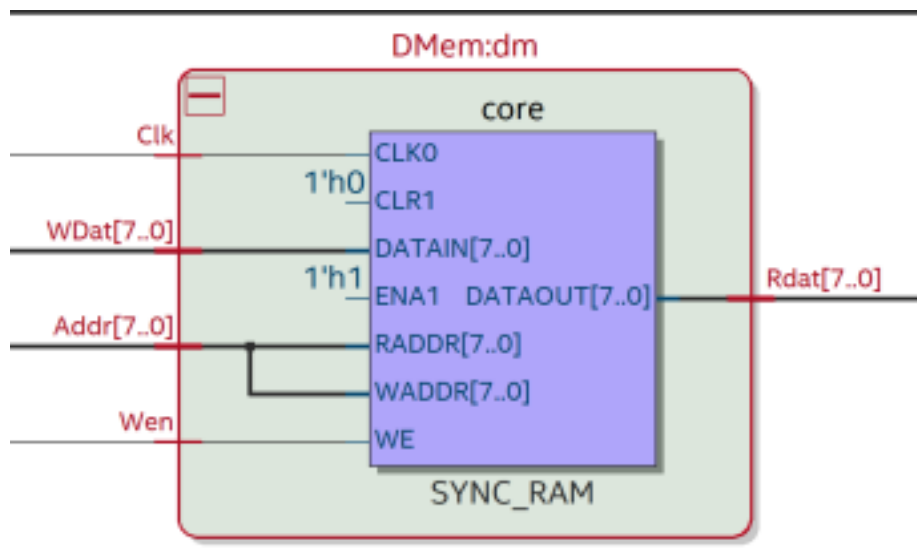 DMem:dm
core
Clk
CLK0
1'h0
CLR1
WDat[7..0]
DATAIN[7..0]
1'h1
ENA1 DATAOUT[7..0]
Rdat[7..0]
Addr[7..0]
RADDR[7..0]
WADDR[7..0]
Wen
WE
SYNC_RAM